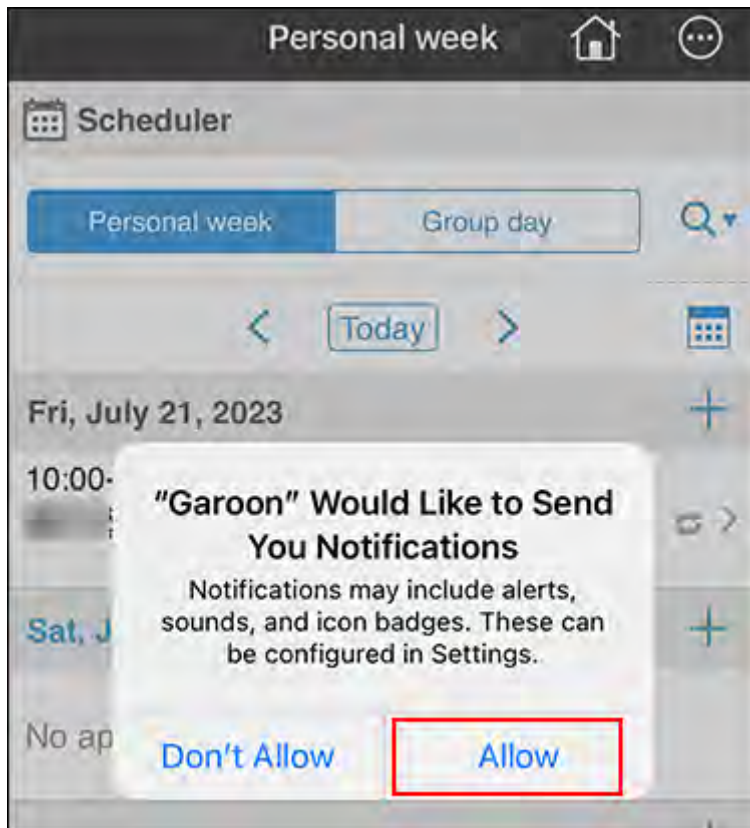 Personal week
Scheduler
Personal week
Group day
Today
Fri, July 21, 2023
10:00-
"Garoon" Would Like to Send
You Notifications
Notifications may include alerts,
sounds, and icon badges. These can
be configured in Settings.
Sat, J
No ap
Don't Allow
Allow